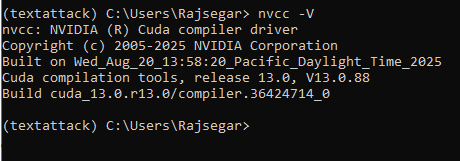 (textattack) C:\Users\Rajsegar> nvcc -V
nvcc: NVIDIA (R) Cuda compiler driver
Copyright (c) 2005-2025 NVIDIA Corporation
Built on Wed_Aug_20_13:58:20_Pacific_Daylight_Time_2025
Cuda compilation tools, release 13.0, V13.0.88
Build cuda_13.0.r13.0/compiler.36424714_0
(textattack) C:\Users\Rajsegar>